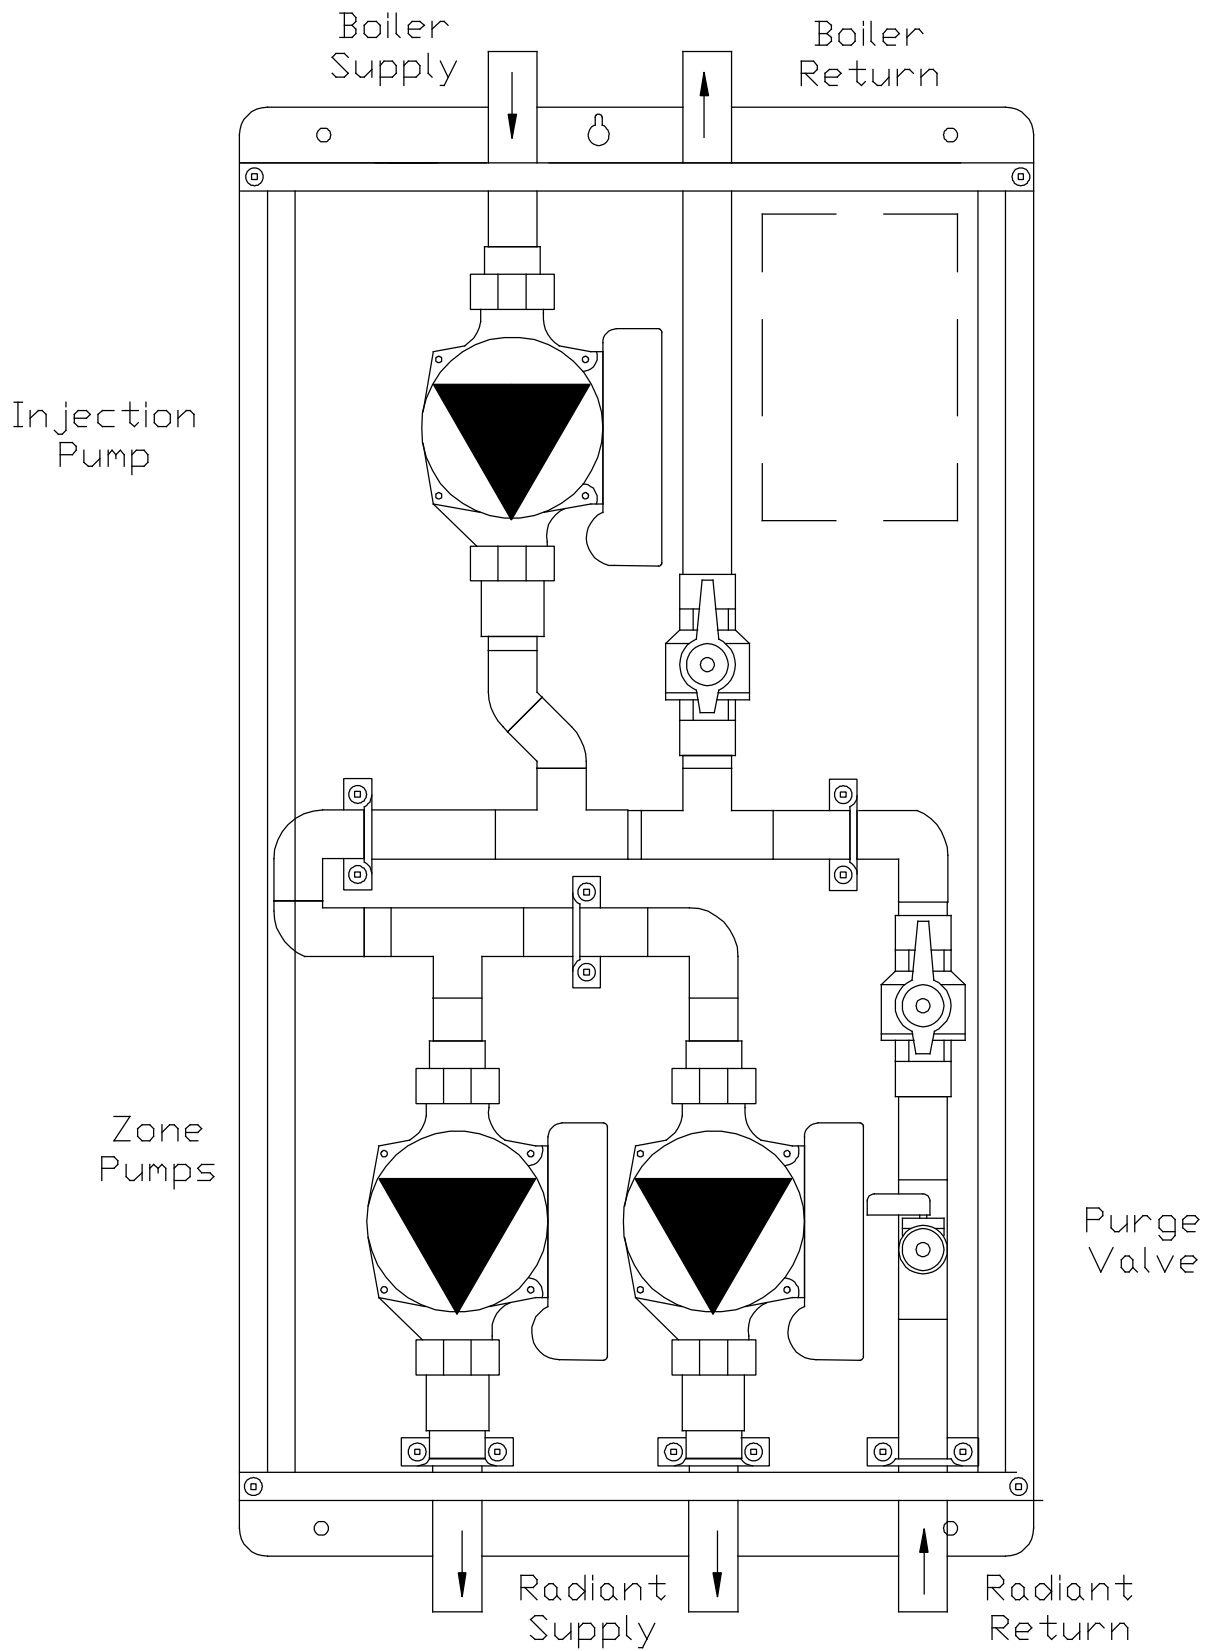 Boiler
Supply
Boiler
Return
Injection
Pump
Zone
Pumps
Purge
Valve
Radiant
Supply
Radiant
Return